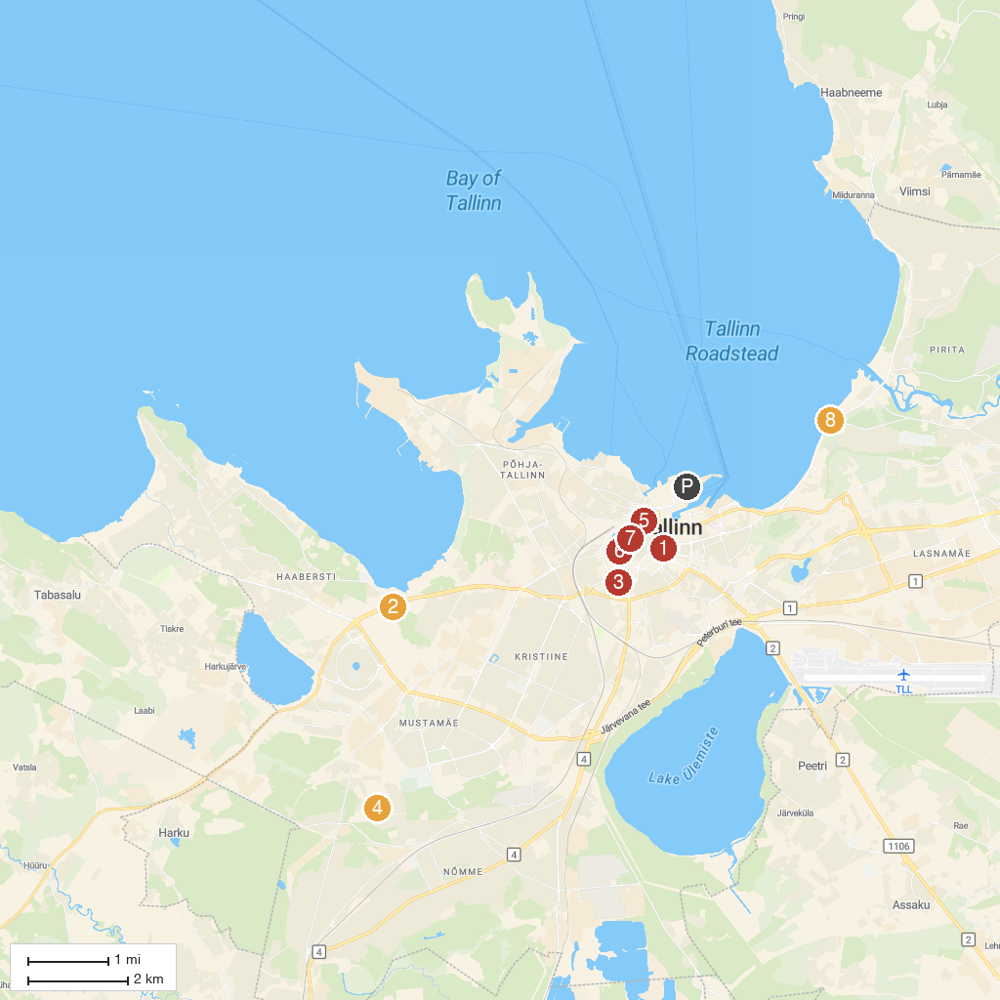 Pringi
Haabneeme
Lubja
Bay of
Tallinn
Pärnamäe
Miiduranna
Viimsi
Tallinn
Roadstead
PIRITA
8
PÕHJA-
TALLINN
P
5
allinn
7
6
1
LASNAMÄE
HAABERSTI
3
1
Tabasalu
2
1
Tiskre
Peterburi tee
2
KRISTIINE
Harkujärve
TLL
Laabi
Järvevana tee
MUSTAMÄE
4
Lake Ülemiste
2
Vatsla
Peetri
4
Järveküla
Harku
Rae
1106
4
Hüüru
NÕMME
Assaku
4
2
1 mi
2 km